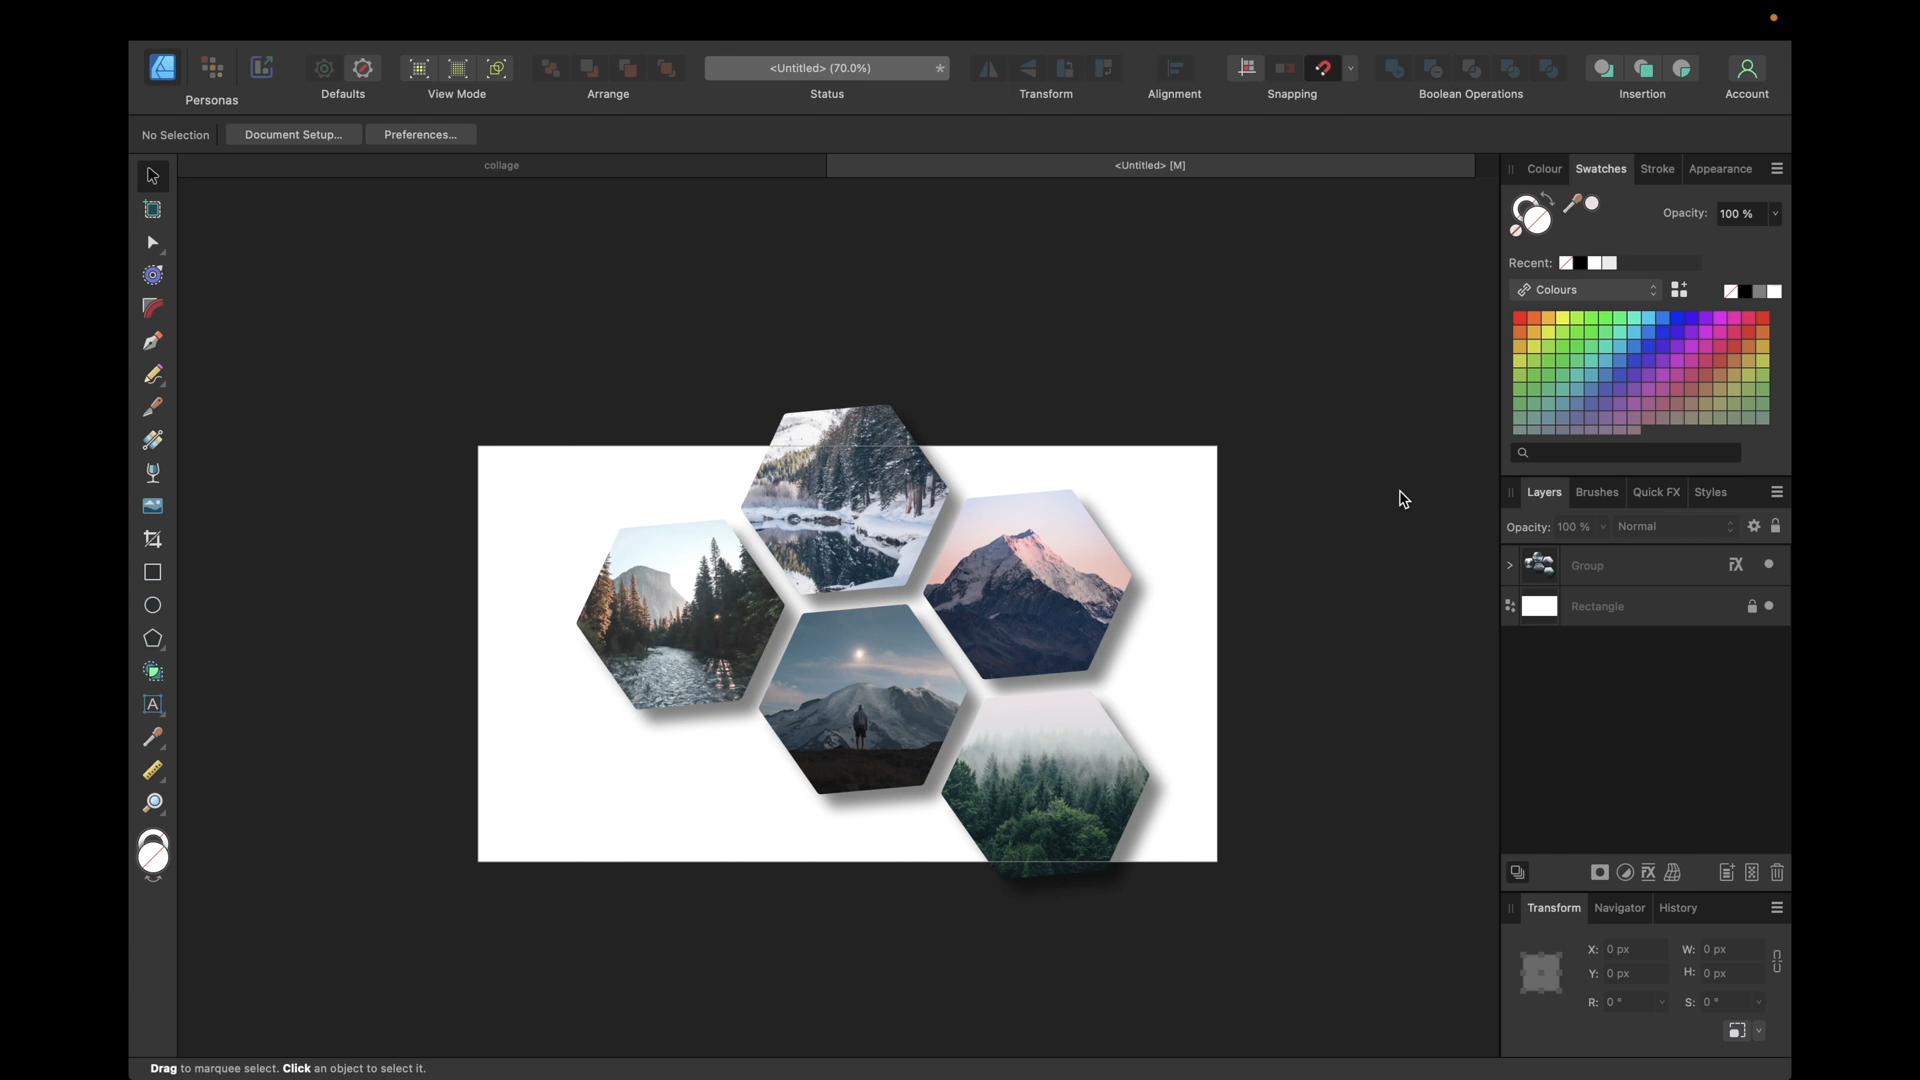 Personas
Defaults
View Mode
Arrange
<Untitled> (70.0%)
*
Status
Transform
Alignment
Snapping
Boolean Operations
Insertion
Account
No Selection
Document Setup...
Preferences...
collage
<Untitled> [M]
Colour
Swatches
Stroke
Appearance
Opacity:
100 %
Recent:
Colours
Layers
Brushes
Quick FX
Styles
Opacity: 100 %
Normal
Group
Rectangle
Transform
Navigator
History
X: 0 px
W: 0 px
Y: 0 px
H: 0 px
R: 0 °
S: 0 °
Drag to marquee select. Click an object to select it.